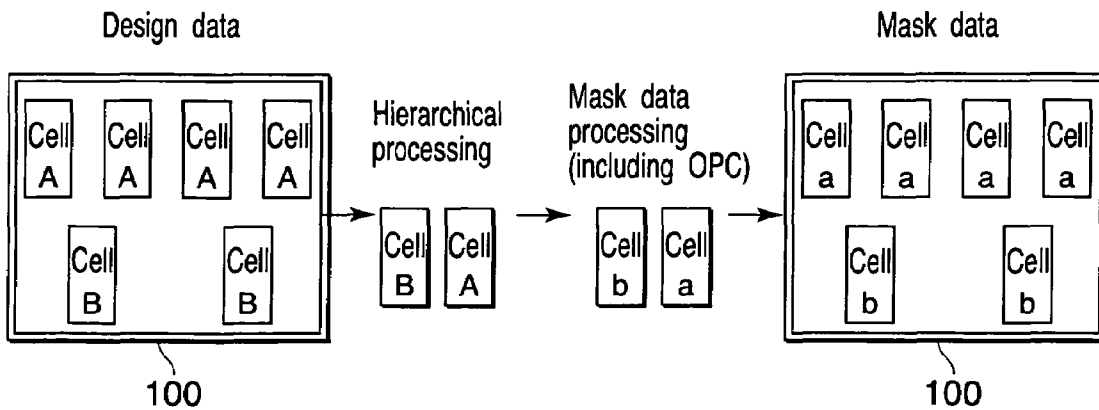 Design data
Cell A
Cell A
Cell A
Cell A
Cell B
Cell B
100
Hierarchical
processing
Cell B
Cell A
Mask data
processing
(including OPC)
Cell b
Cell a
Mask data
Cell a
Cell a
Cell a
Cell a
Cell b
Cell b
100